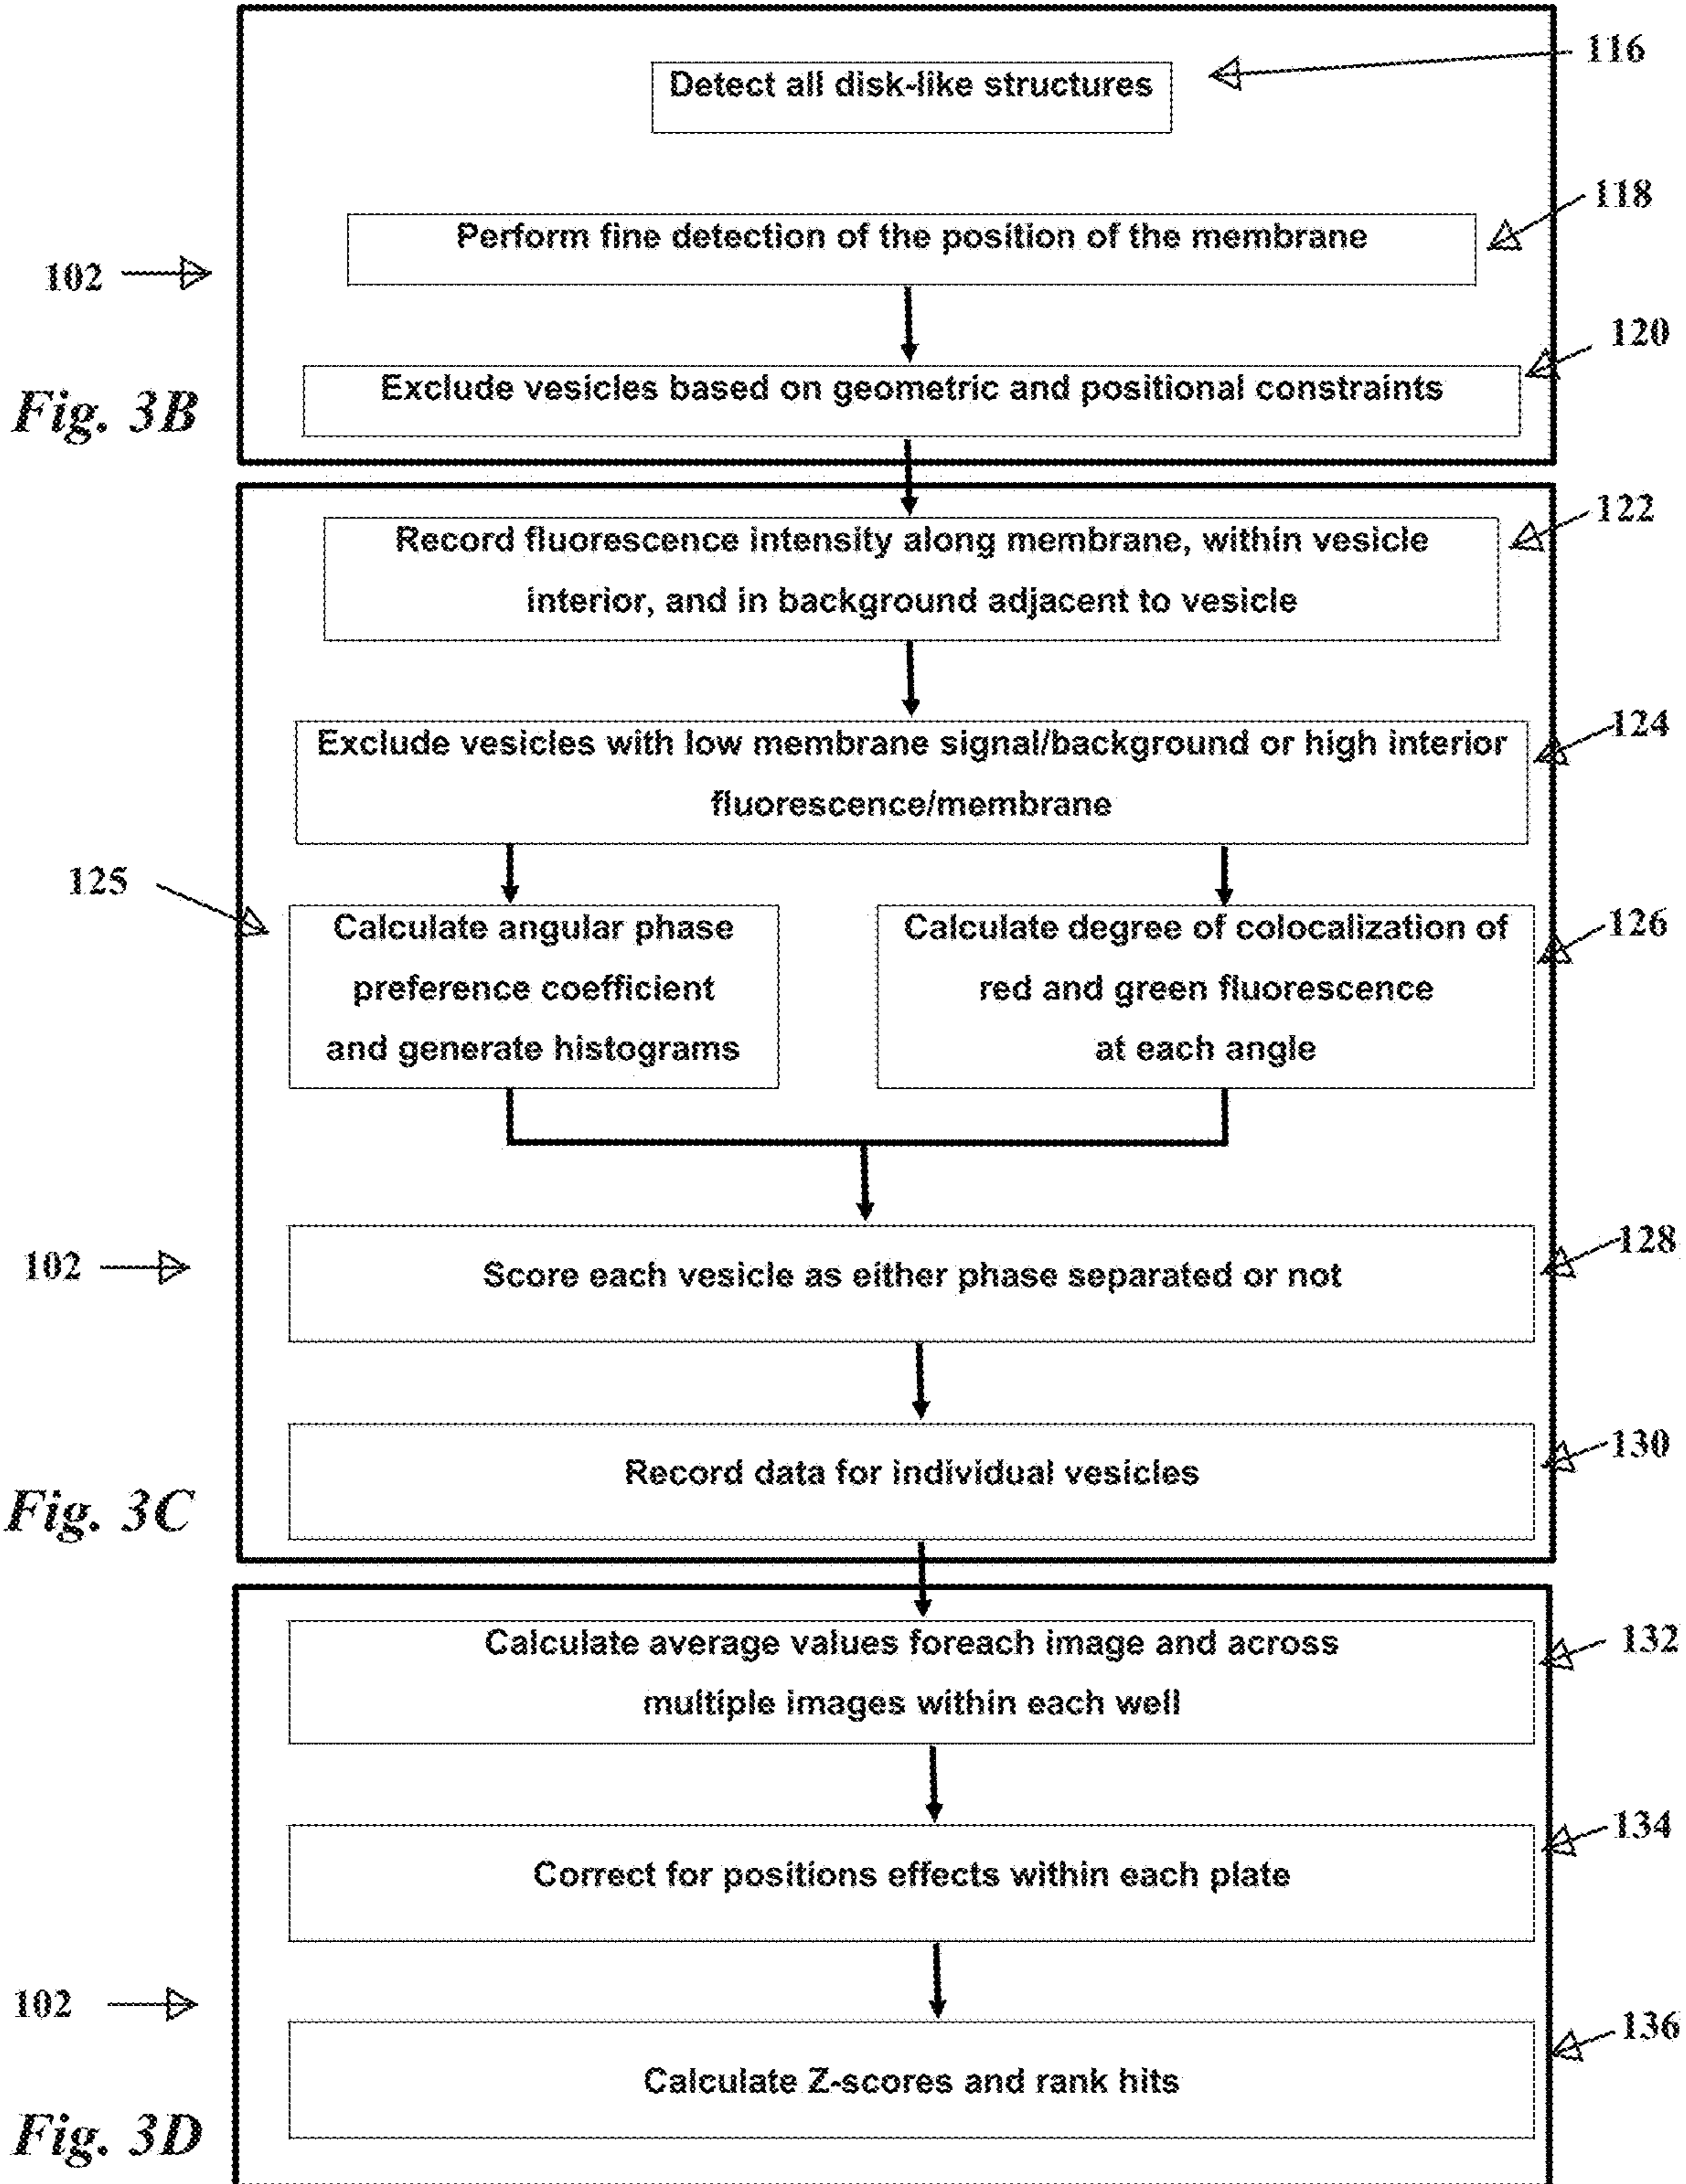 116
Detect all disk-like structures
118
Perform fine detection of the position of the membrane
102
120
Exclude vesicles based on geometric and positional constraints
Fig. 3B
122
Record fluorescence intensity along membrane, within vesicle
interior, and in background adjacent to vesicle
124
Exclude vesicles with low membrane signal/background or high interior
fluorescence/membrane
125
Calculate angular phase
preference coefficient
and generate histograms
126
Calculate degree of colocalization of
red and green fluorescence
at each angle
102
128
Score each vesicle as either phase separated or not
130
Record data for individual vesicles
Fig. 3C
132
Calculate average values foreach image and across
multiple images within each well
134
Correct for positions effects within each plate
102
136
Calculate Z-scores and rank hits
Fig. 3D